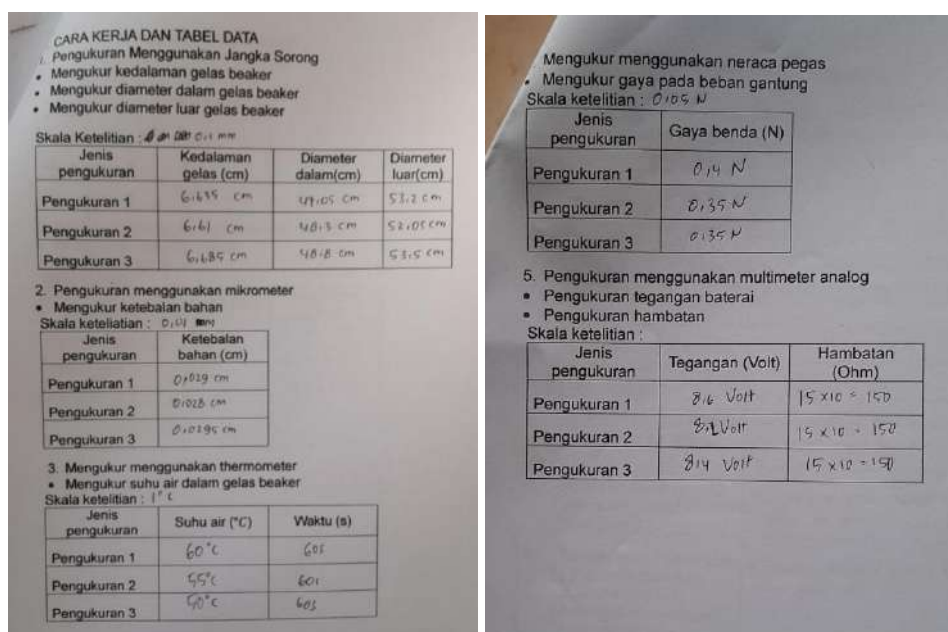 CARA KERJA DAN TABEL DATA
1. Pengukuran Menggunakan Jangka Sorong
• Mengukur kedalaman gelas beaker
• Mengukur diameter dalam gelas beaker
• Mengukur diameter luar gelas beaker
Skala Ketelitian : 0,1 mm
Jenis pengukuran Kedalaman gelas (cm) Diameter dalam(cm) Diameter luar(cm)
Pengukuran 1 6,635 cm 49,05 cm 53,2 cm
Pengukuran 2 6,61 cm 48,3 cm 52,05 cm
Pengukuran 3 6,685 cm 48,8 cm 53,5 cm
2. Pengukuran menggunakan mikrometer
• Mengukur ketebalan bahan
Skala keteliatian : 0,01 mm
Jenis pengukuran Ketebalan bahan (cm)
Pengukuran 1 0,029 cm
Pengukuran 2 0,028 cm
Pengukuran 3 0,0295 cm
3. Mengukur menggunakan thermometer
• Mengukur suhu air dalam gelas beaker
Skala ketelitian : 1°C
Jenis pengukuran Suhu air (°C) Waktu (s)
Pengukuran 1 60°C 60s
Pengukuran 2 55°C 60s
Pengukuran 3 50°C 60s
Mengukur menggunakan neraca pegas
• Mengukur gaya pada beban gantung
Skala ketelitian : 0,05 N
Jenis pengukuran Gaya benda (N)
Pengukuran 1 0,4 N
Pengukuran 2 0,35 N
Pengukuran 3 0,35 N
5. Pengukuran menggunakan multimeter analog
• Pengukuran tegangan baterai
• Pengukuran hambatan
Skala ketelitian :
Jenis pengukuran Tegangan (Volt) Hambatan (Ohm)
Pengukuran 1 8,6 Volt 15 x10 = 150
Pengukuran 2 Volt 15 x 10 = 150
Pengukuran 3 8,4 Volt 15 x 10 = 150